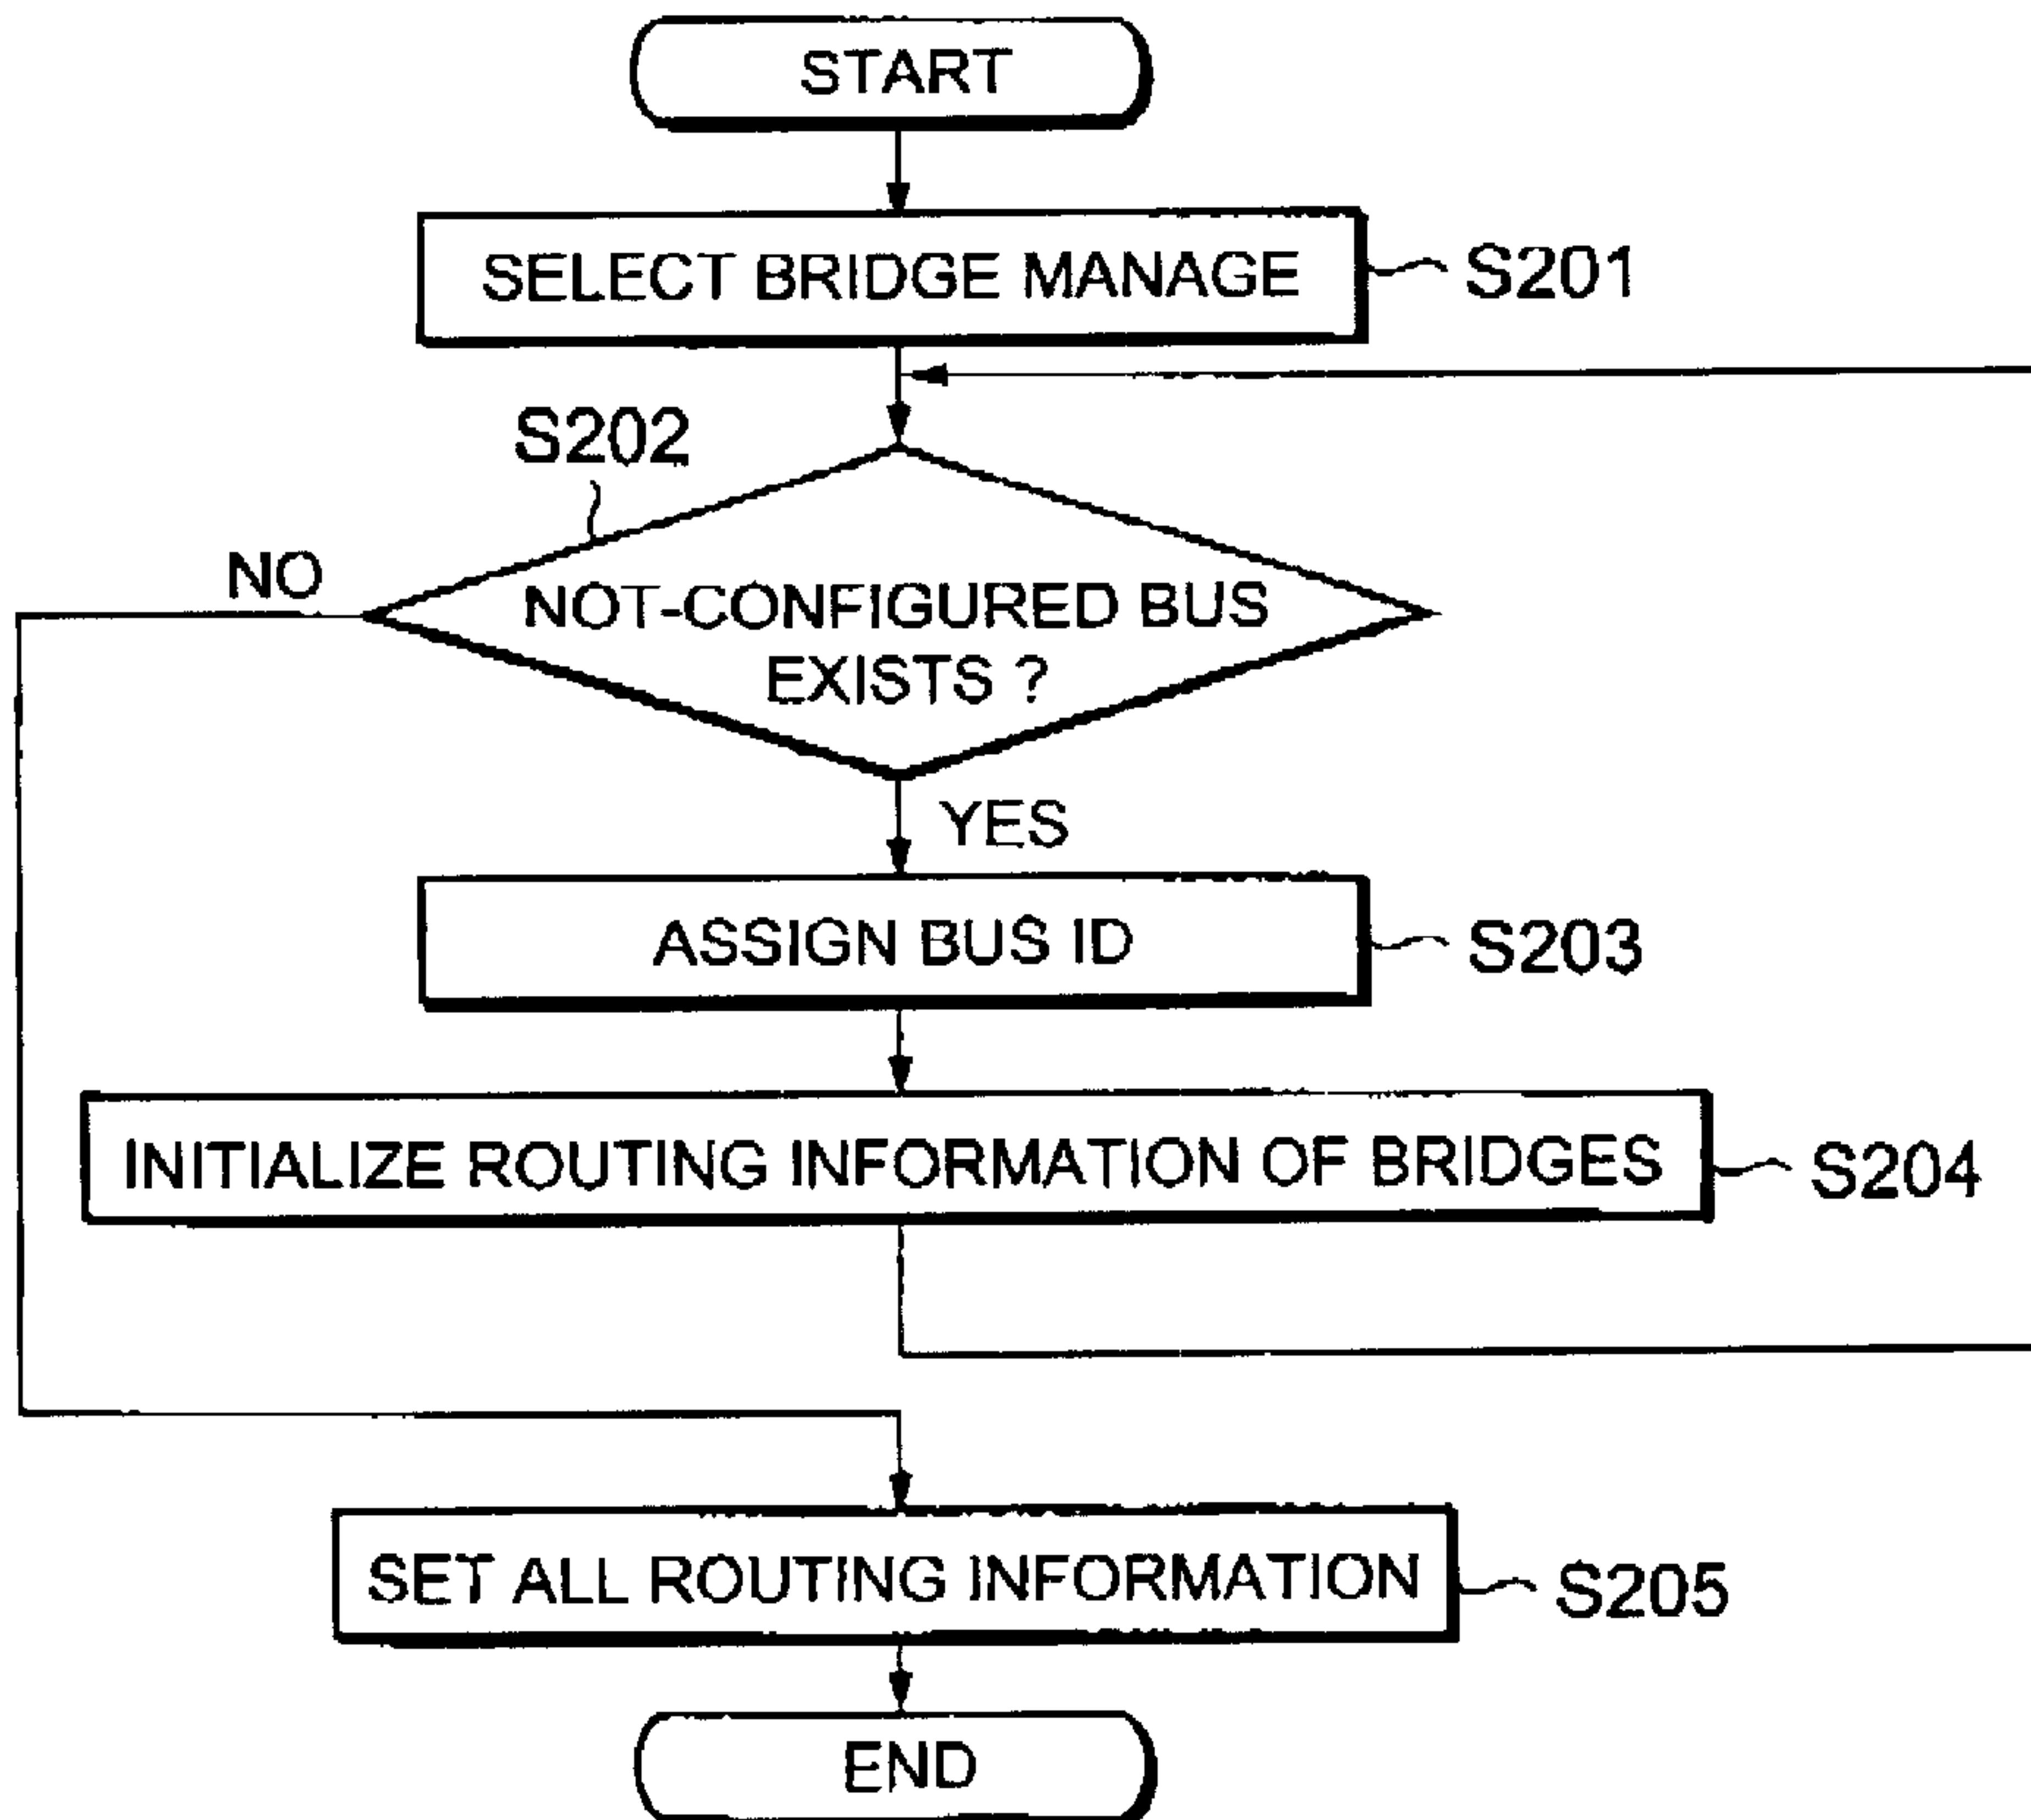 START
SELECT BRIDGE MANAGE
S201
S202
NO
NOT-CONFIGURED BUS
EXISTS ?
YES
ASSIGN BUS ID
S203
INITIALIZE ROUTING INFORMATION OF BRIDGES
S204
SET ALL ROUTING INFORMATION
S205
END